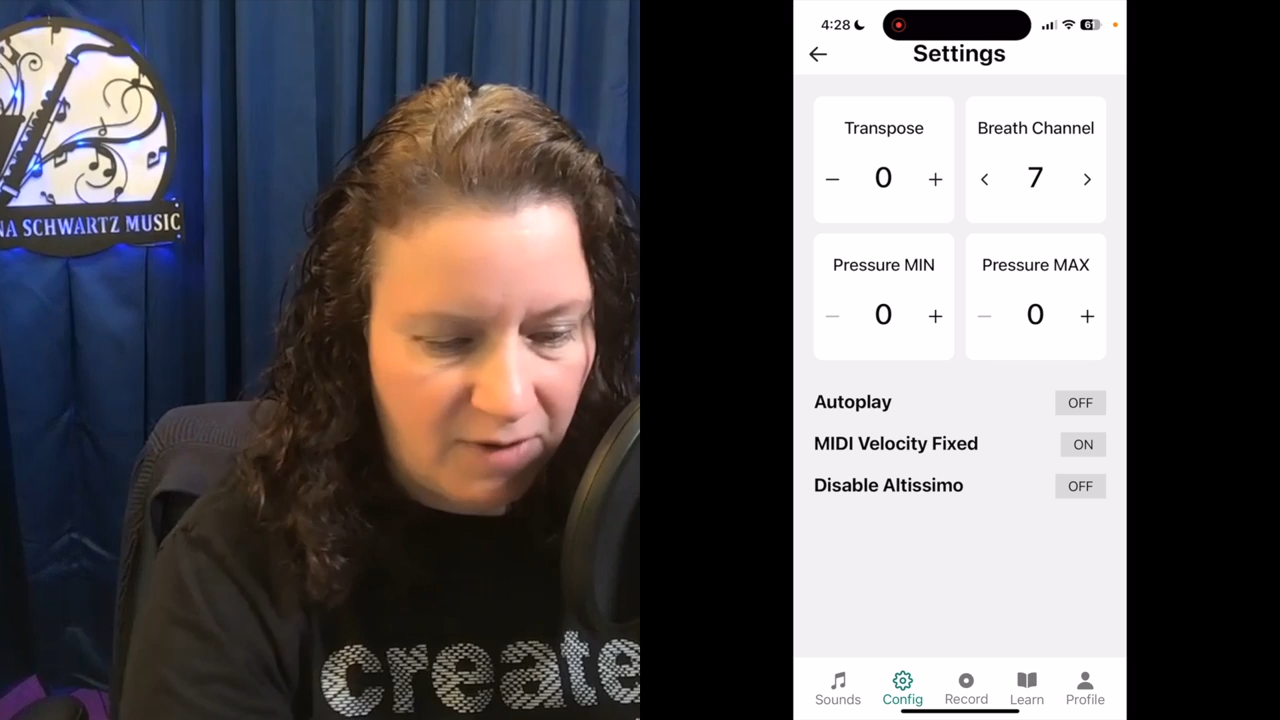 NA SCHWARTZ MUSIC
create
4:28
61
Settings
Transpose
Breath Channel
− 0 +
< 7 >
Pressure MIN
Pressure MAX
− 0 +
− 0 +
Autoplay OFF
MIDI Velocity Fixed ON
Disable Altissimo OFF
Sounds Config Record Learn Profile